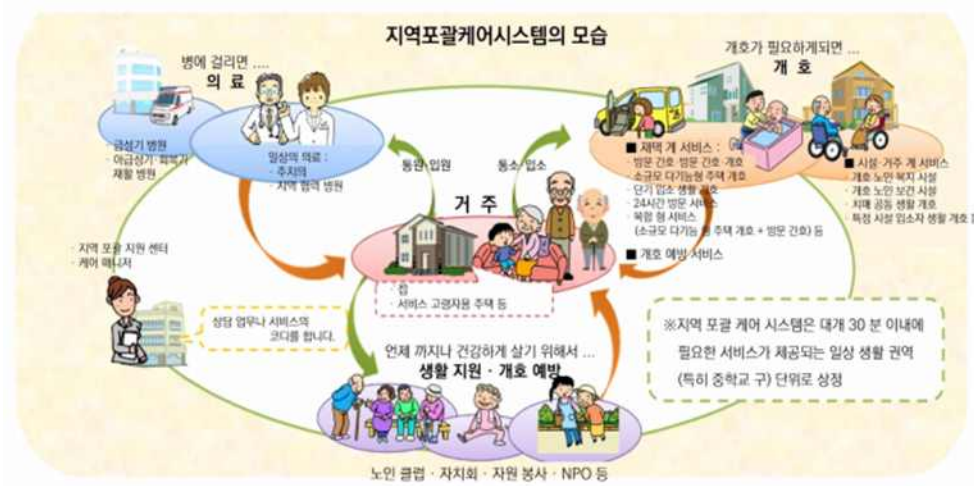 지역포괄케어시스템의 모습
병에 걸리면 ....
의 료
· 급성기 병원
· 아급성기·회복기
재활 병원
일상의 의료 :
· 주치의
· 지역 협력 병원
통원·입원
통소·입소
개호가 필요하게되면 ...
개 호
■ 재택 계 서비스 :
· 방문 간호·방문 간호·개호
· 소규모 다기능형 주택 개호
· 단기 입소 생활 개호
· 24시간 방문 서비스
· 복합 형 서비스
(소규모 다기능 형 주택 개호 + 방문 간호) 등
■ 개호 예방 서비스
■ 시설·거주 계 서비스
· 개호 노인 복지 시설
· 개호 노인 보건 시설
· 치매 공동 생활 개호
· 특정 시설 입소자 생활 개호
거 주
· 집
· 서비스 고령자용 주택 등
· 지역 포괄 지원 센터
· 케어 매니저
상담 업무나 서비스의
코디를 합니다.
언제 까지나 건강하게 살기 위해서 ...
생활 지원 · 개호 예방
노인 클럽 · 자치회 · 자원 봉사 · NPO 등
※지역 포괄 케어 시스템은 대개 30 분 이내에
필요한 서비스가 제공되는 일상 생활 권역
(특히 중학교 구) 단위로 상정